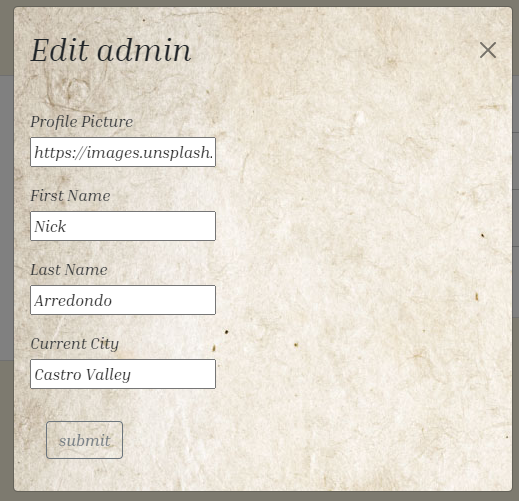 Edit admin
Profile Picture
https://images.unsplash.
First Name
Nick
Last Name
Arredondo
Current City
Castro Valley
submit